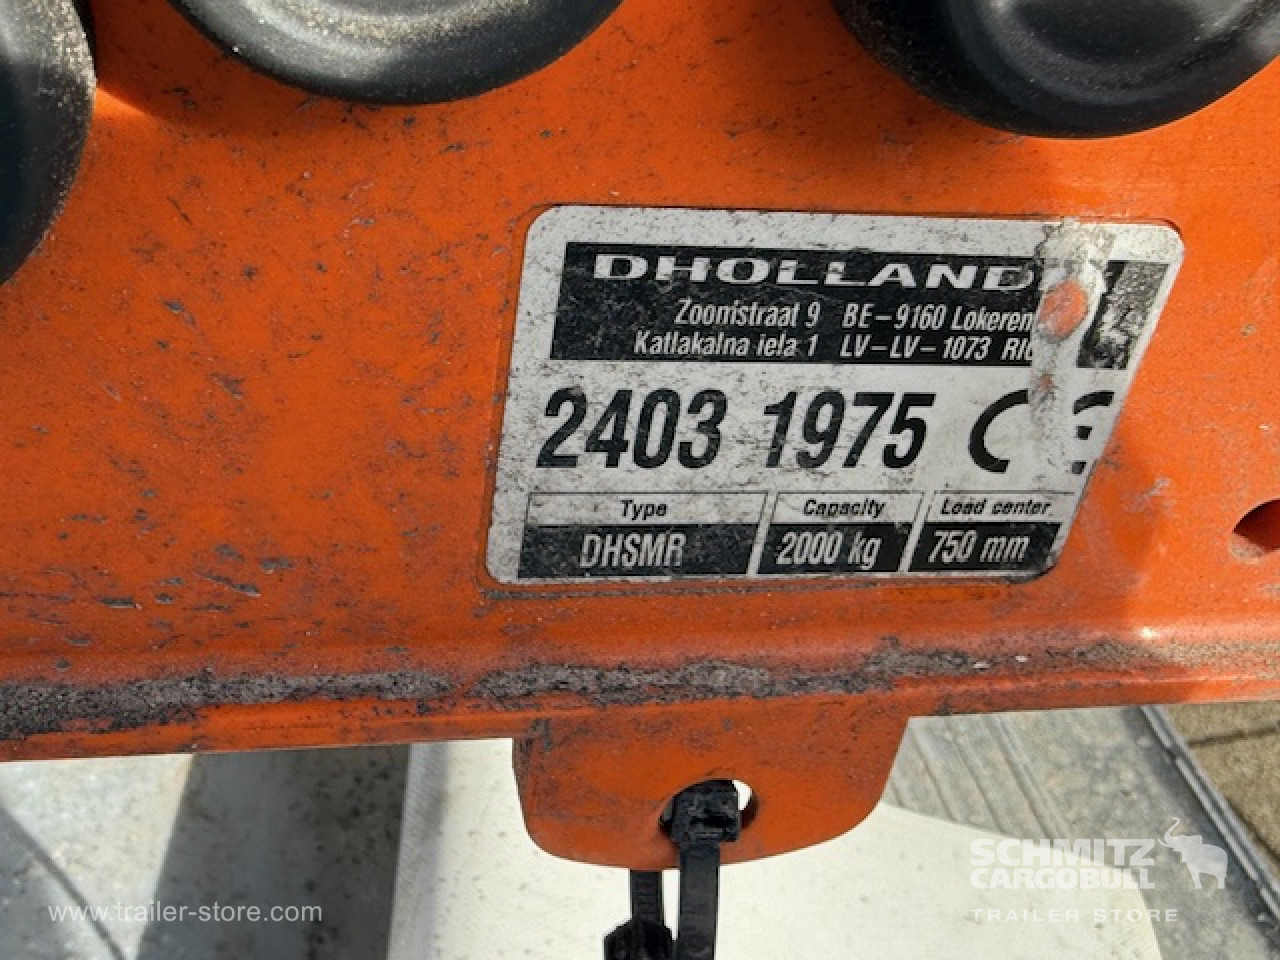 DHOLLANDIA
Zoomstraat 9 BE-9160 Lokeren
Katlakalna iela 1 LV-LV-1073
2403 1975 CE
Type Capacity Load center
DHSMR 2000 kg 750 mm
SCHMITZ
CARGOBULL
TRAILER STORE
www.trailer-store.com